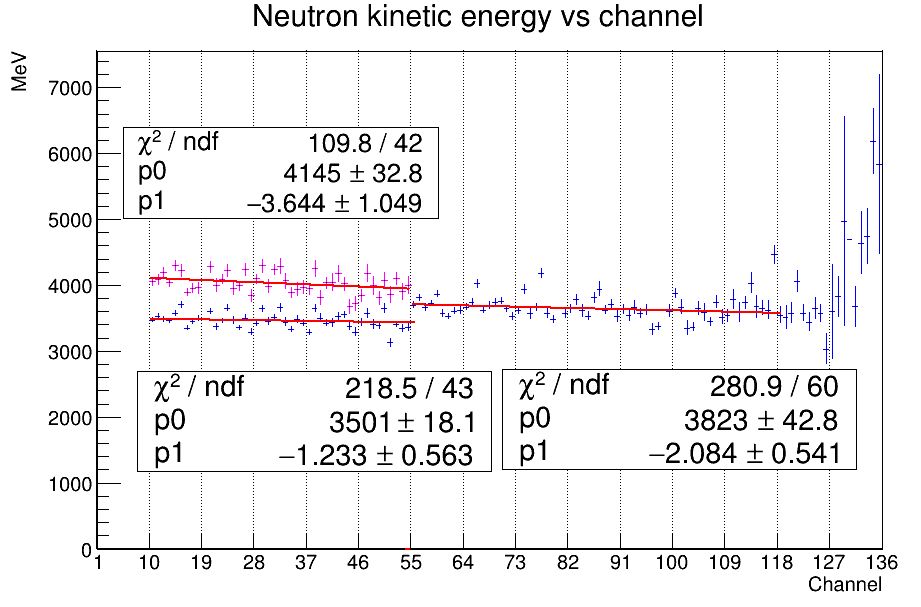 Neutron kinetic energy vs channel
MeV
7000
6000
5000
4000
3000
2000
1000
0
χ² / ndf 109.8 / 42
p0 4145 ± 32.8
p1 −3.644 ± 1.049
χ² / ndf 218.5 / 43
p0 3501 ± 18.1
p1 −1.233 ± 0.563
χ² / ndf 280.9 / 60
p0 3823 ± 42.8
p1 −2.084 ± 0.541
1 10 19 28 37 46 55 64 73 82 91 100 109 118 127 136
Channel